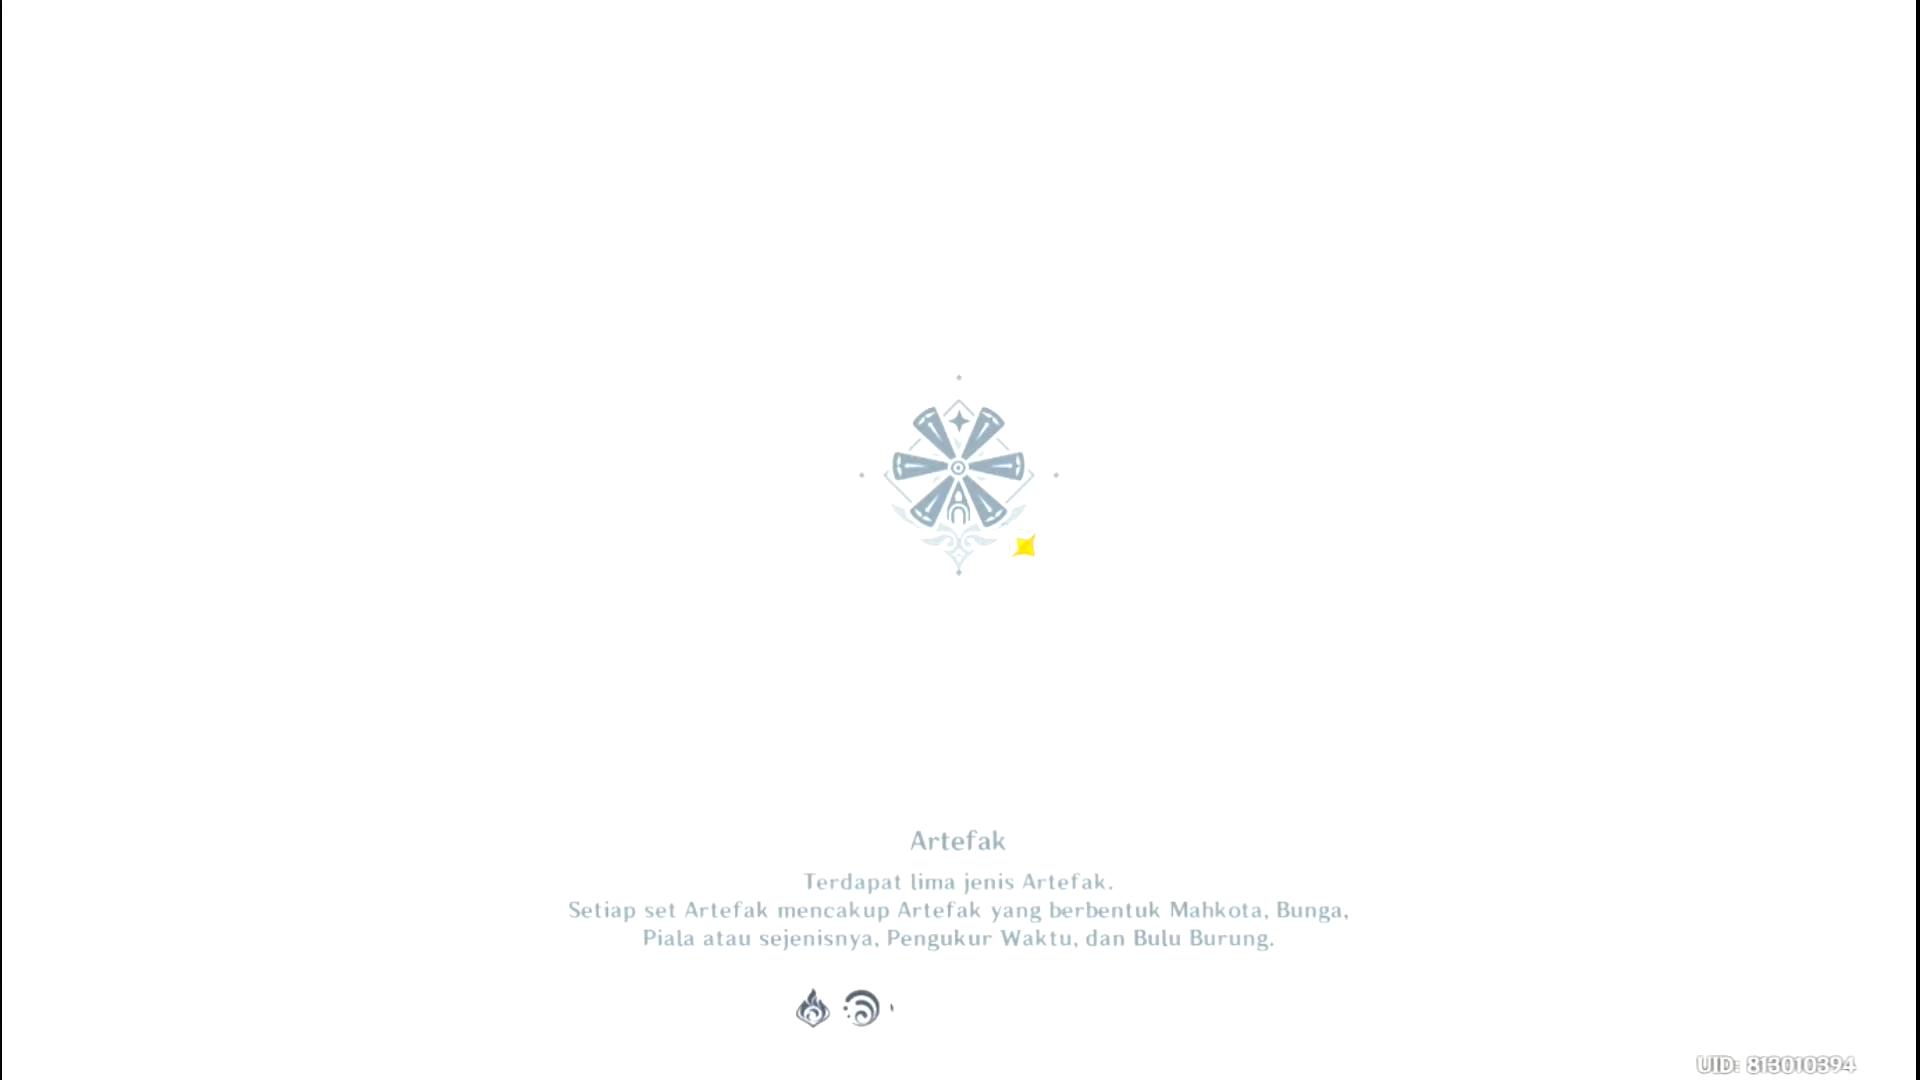 Artefak
Terdapat lima jenis Artefak.
Setiap set Artefak mencakup Artefak yang berbentuk Mahkota, Bunga,
Piala atau sejenisnya, Pengukur Waktu, dan Bulu Burung.
UID: 813010394